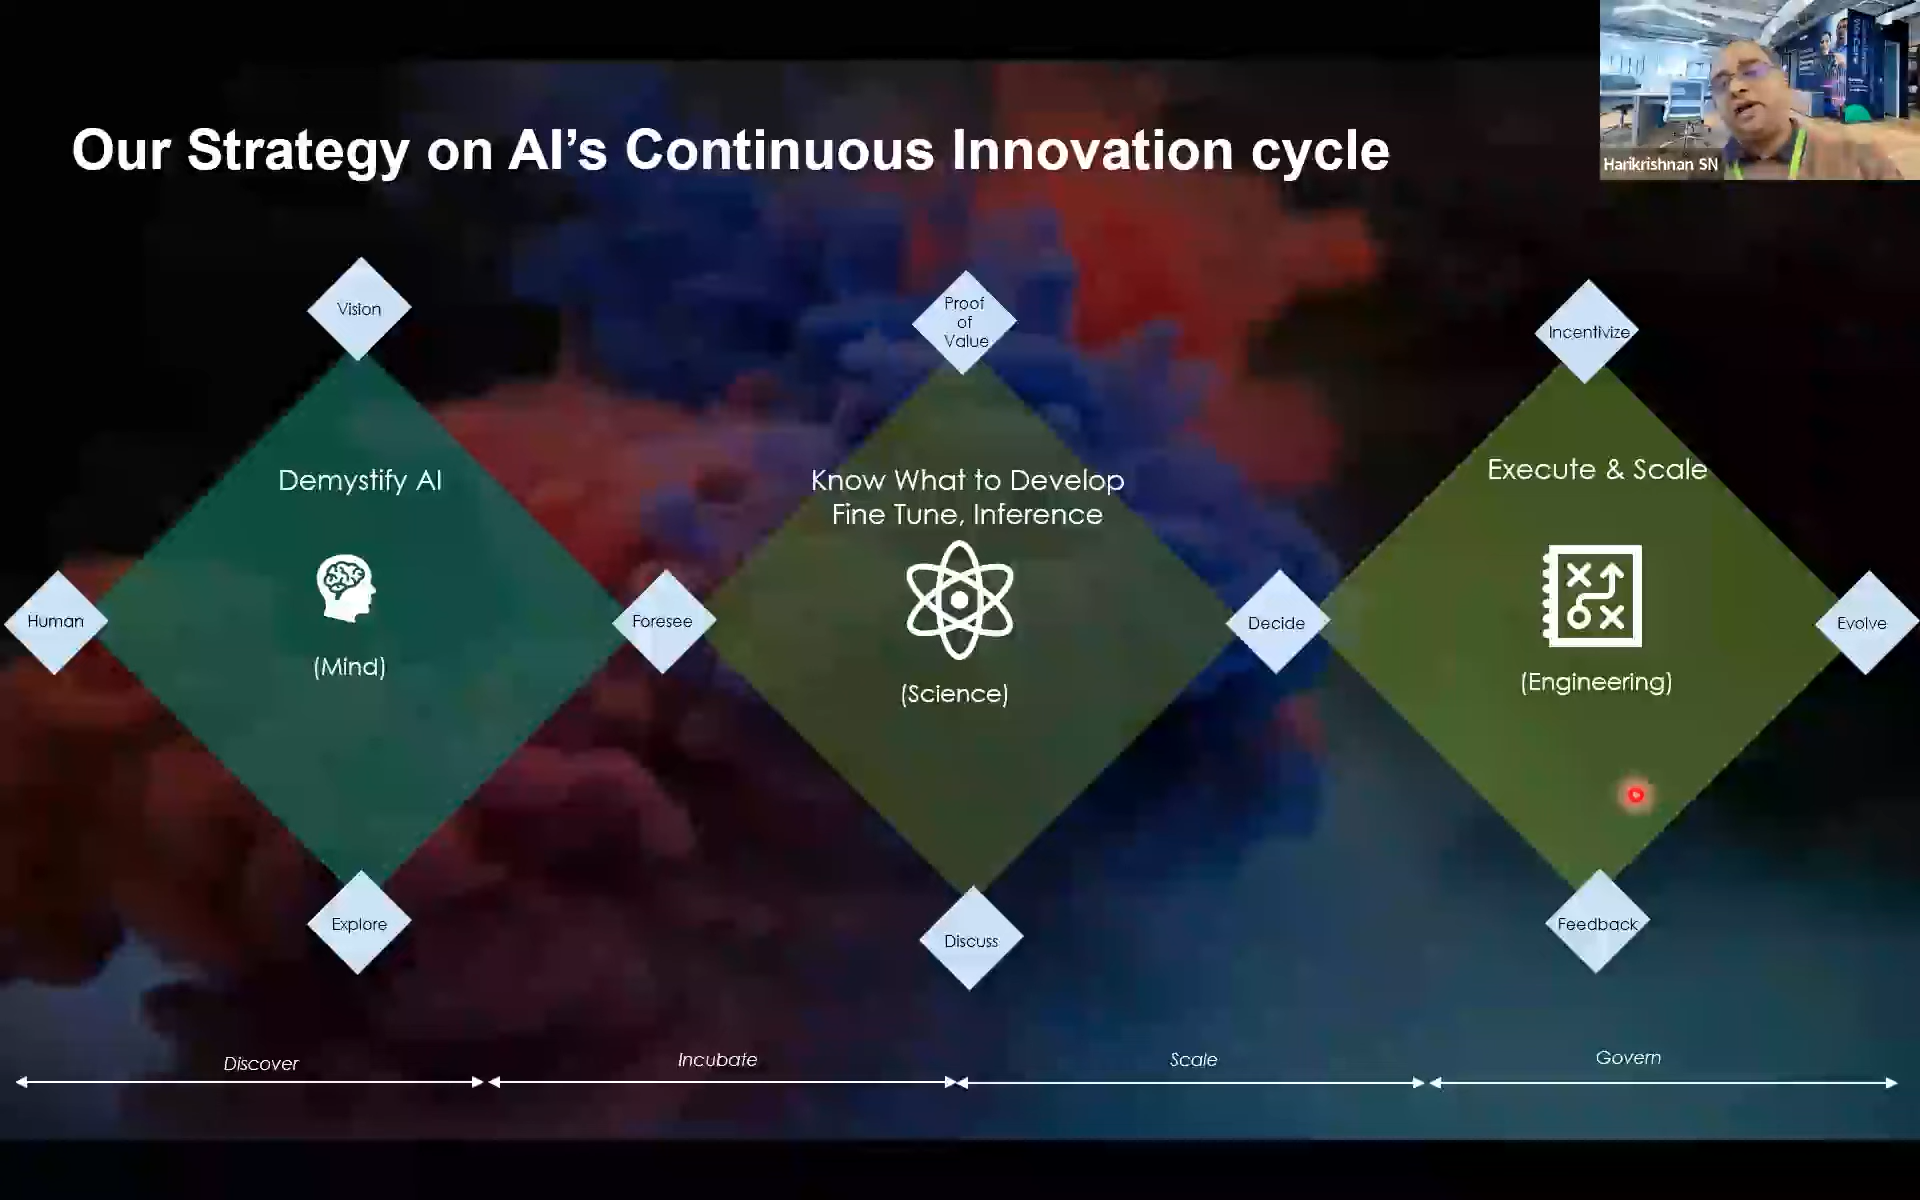 Our Strategy on AI's Continuous Innovation cycle
Harikrishnan SN
Vision
Proof
of
Value
Incentivize
Demystify AI
Know What to Develop
Fine Tune, Inference
Execute & Scale
Human
Foresee
Decide
Evolve
(Mind)
(Science)
(Engineering)
Explore
Discuss
Feedback
Discover
Incubate
Scale
Govern